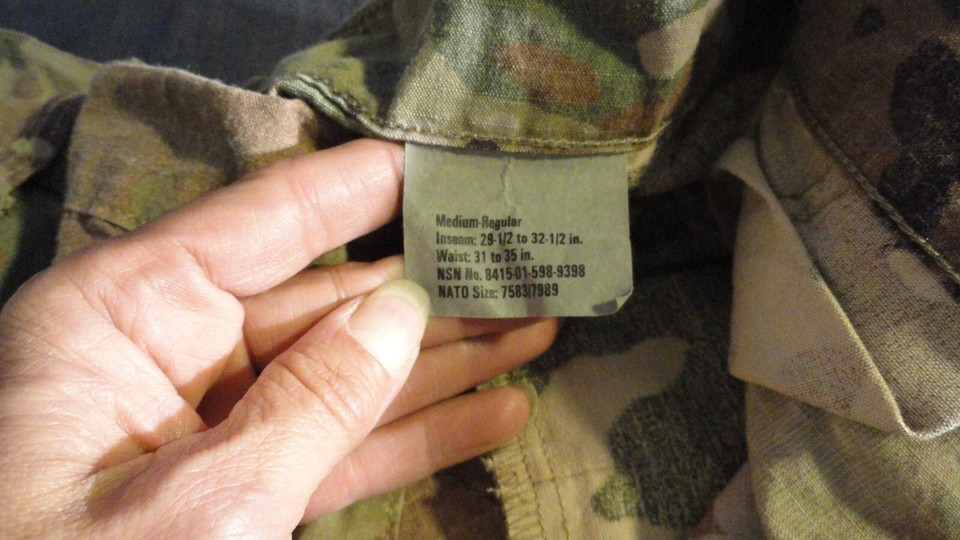 Medium-Regular
Inseam: 29-1/2 to 32-1/2 in.
Waist: 31 to 35 in.
NSN No. 8415-01-598-9398
NATO Size: 7583/7989